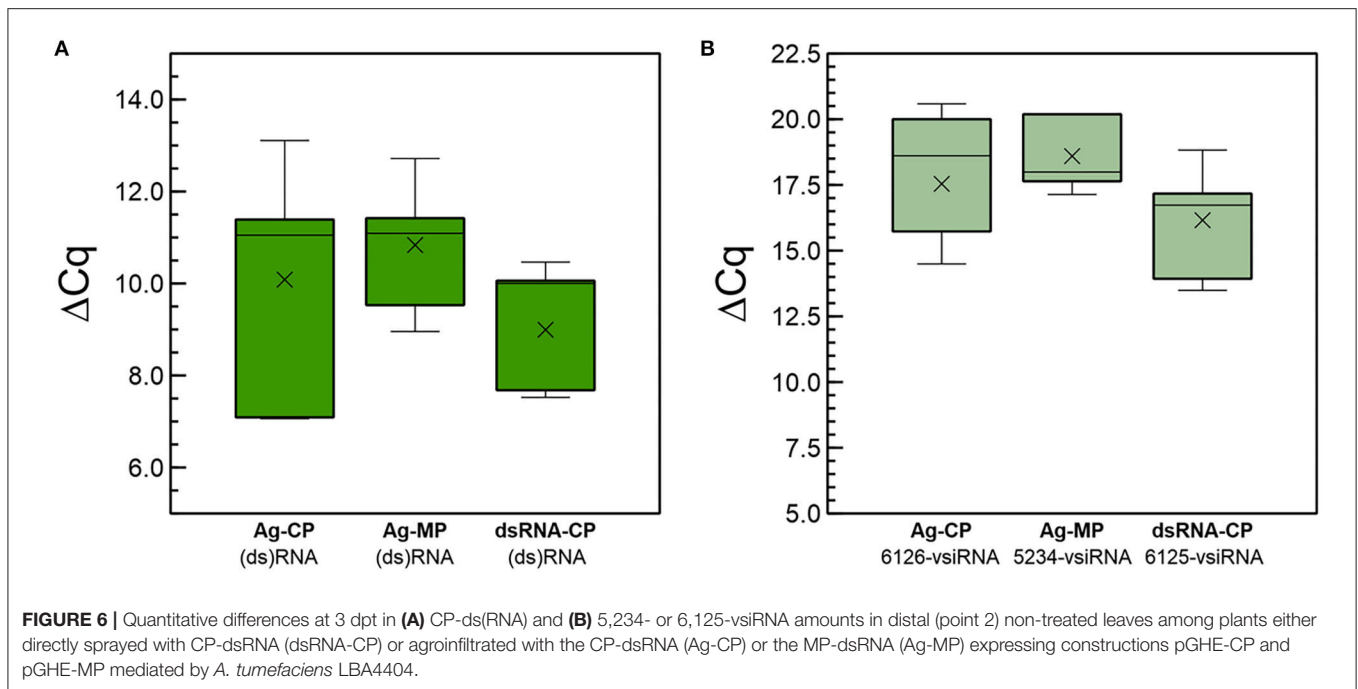 A
ΔCq
14.0
12.0
10.0
8.0
6.0
Ag-CP Ag-MP dsRNA-CP
(ds)RNA (ds)RNA (ds)RNA
B
ΔCq
22.5
20.0
17.5
15.0
12.5
10.0
7.5
5.0
Ag-CP Ag-MP dsRNA-CP
6126-vsiRNA 5234-vsiRNA 6125-vsiRNA
FIGURE 6 | Quantitative differences at 3 dpt in (A) CP-ds(RNA) and (B) 5,234- or 6,125-vsiRNA amounts in distal (point 2) non-treated leaves among plants either
directly sprayed with CP-dsRNA (dsRNA-CP) or agroinfiltrated with the CP-dsRNA (Ag-CP) or the MP-dsRNA (Ag-MP) expressing constructions pGHE-CP and
pGHE-MP mediated by A. tumefaciens LBA4404.